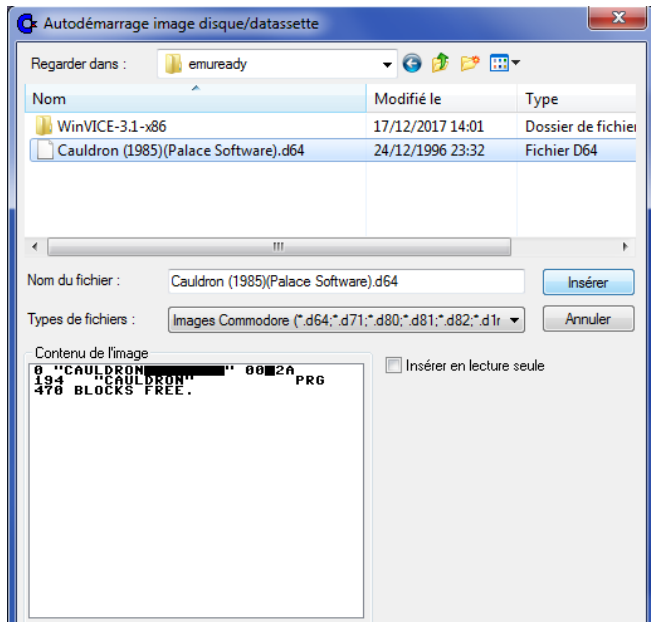 Autodémarrage image disque/datassette
Regarder dans : emuready
Nom Modifié le Type
WinVICE-3.1-x86 17/12/2017 14:01 Dossier de fichier
Cauldron (1985)(Palace Software).d64 24/12/1996 23:32 Fichier D64
Nom du fichier : Cauldron (1985)(Palace Software).d64 Insérer
Types de fichiers : Images Commodore (*.d64;*.d71;*.d80;*.d81;*.d82;*.d1r Annuler
Contenu de l'image
Insérer en lecture seule
0 "CAULDRON" 00 2A
194 "CAULDRON" PRG
470 BLOCKS FREE.